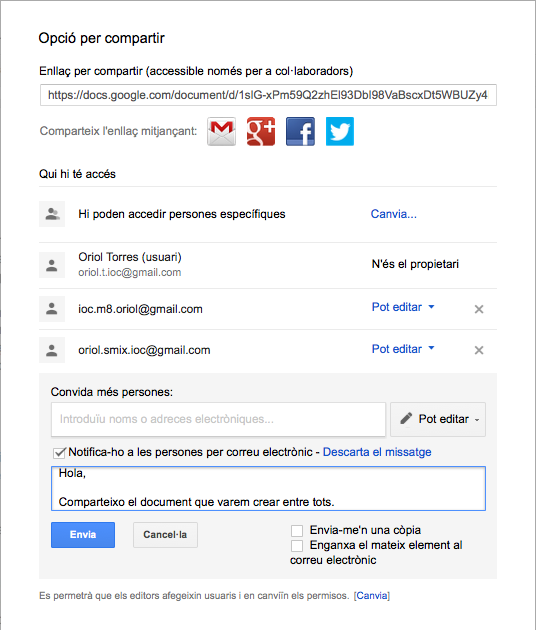 Opció per compartir
Enllaç per compartir (accessible només per a col·laboradors)
https://docs.google.com/document/d/1slG-xPm59Q2zhEl93Dbl98VaBscxDt5WBUZy4
Comparteix l'enllaç mitjançant:
Qui hi té accés
Hi poden accedir persones específiques Canvia...
Oriol Torres (usuari) N'és el propietari
oriol.t.ioc@gmail.com
ioc.m8.oriol@gmail.com Pot editar
oriol.smix.ioc@gmail.com Pot editar
Convida més persones:
Introduïu noms o adreces electròniques... Pot editar
Notifica-ho a les persones per correu electrònic - Descarta el missatge
Hola,
Comparteixo el document que varem crear entre tots.
Envia Cancel·la Envia-me'n una còpia
Enganxa el mateix element al
correu electrònic
Es permetrà que els editors afegeixin usuaris i en canviïn els permisos. [Canvia]